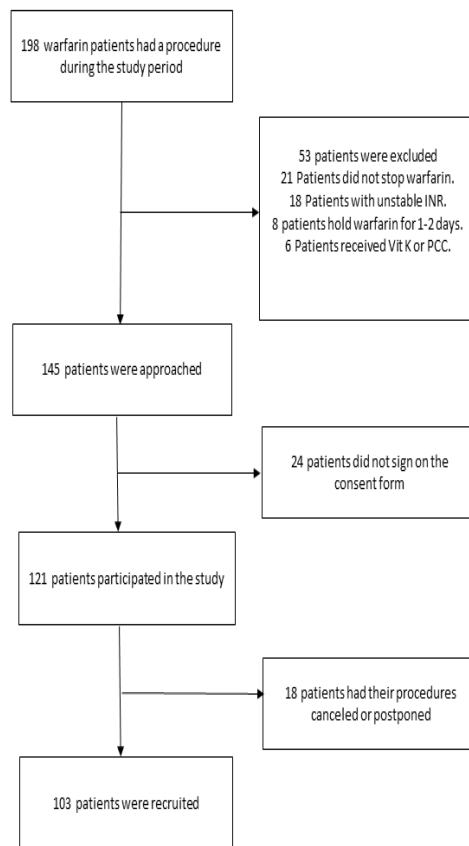 198 warfarin patients had a procedure
during the study period
53 patients were excluded
21 Patients did not stop warfarin.
18 Patients with unstable INR.
8 patients hold warfarin for 1-2 days.
6 Patients received Vit K or PCC.
145 patients were approached
24 patients did not sign on the
consent form
121 patients participated in the study
18 patients had their procedures
canceled or postponed
103 patients were recruited